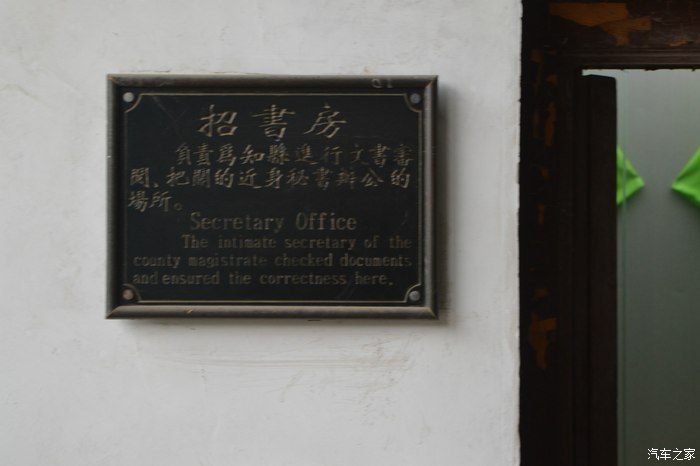 招書房
負責爲知縣進行文書審
閱、把關的近身秘書辦公的
場所。
Secretary Office
The intimate secretary of the
county magistrate checked documents
and ensured the correctness here.
汽车之家